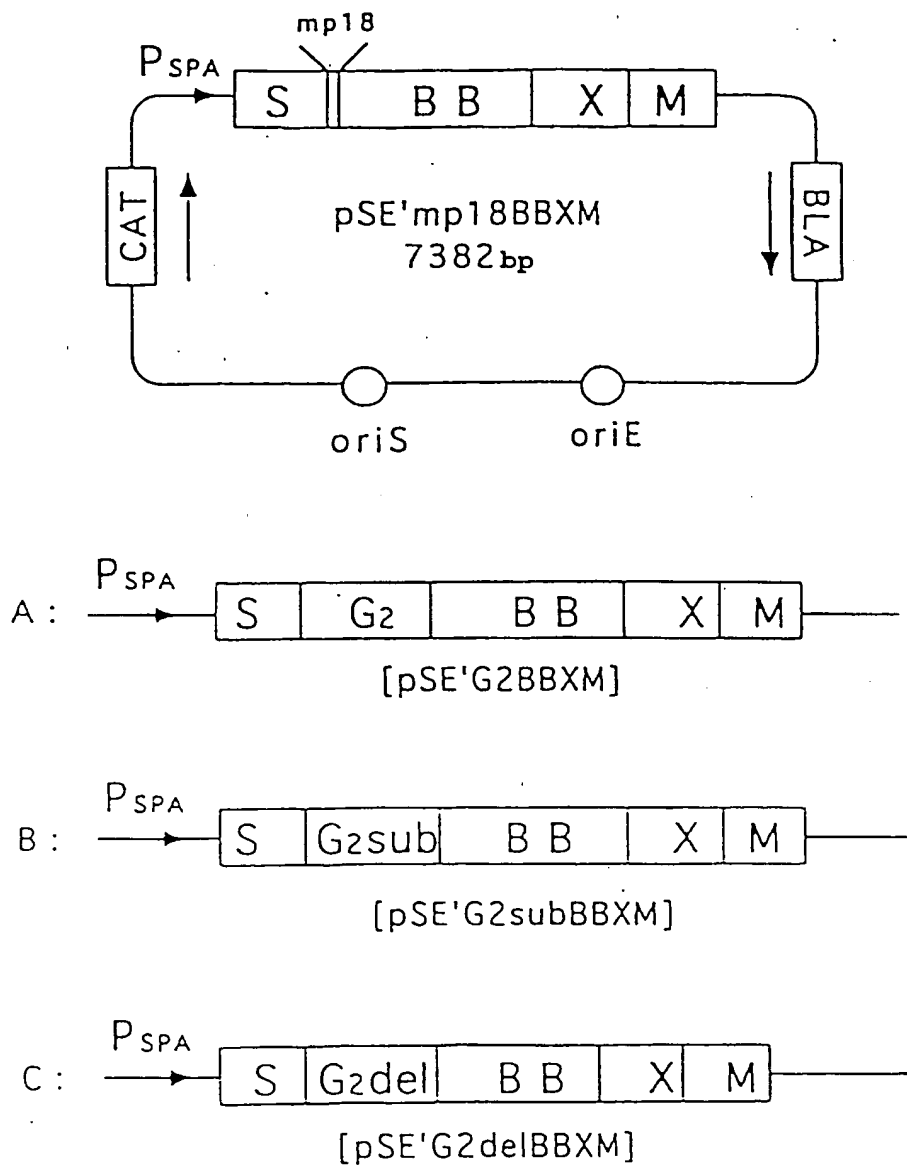 mp18
PSPA
S BB X M
CAT
BLA
pSE'mp18BBXM
7382bp
oriS oriE
PSPA
A: S G2 BB X M
[pSE'G2BBXM]
PSPA
B: S G2sub BB X M
[pSE'G2subBBXM]
PSPA
C: S G2del BB X M
[pSE'G2delBBXM]